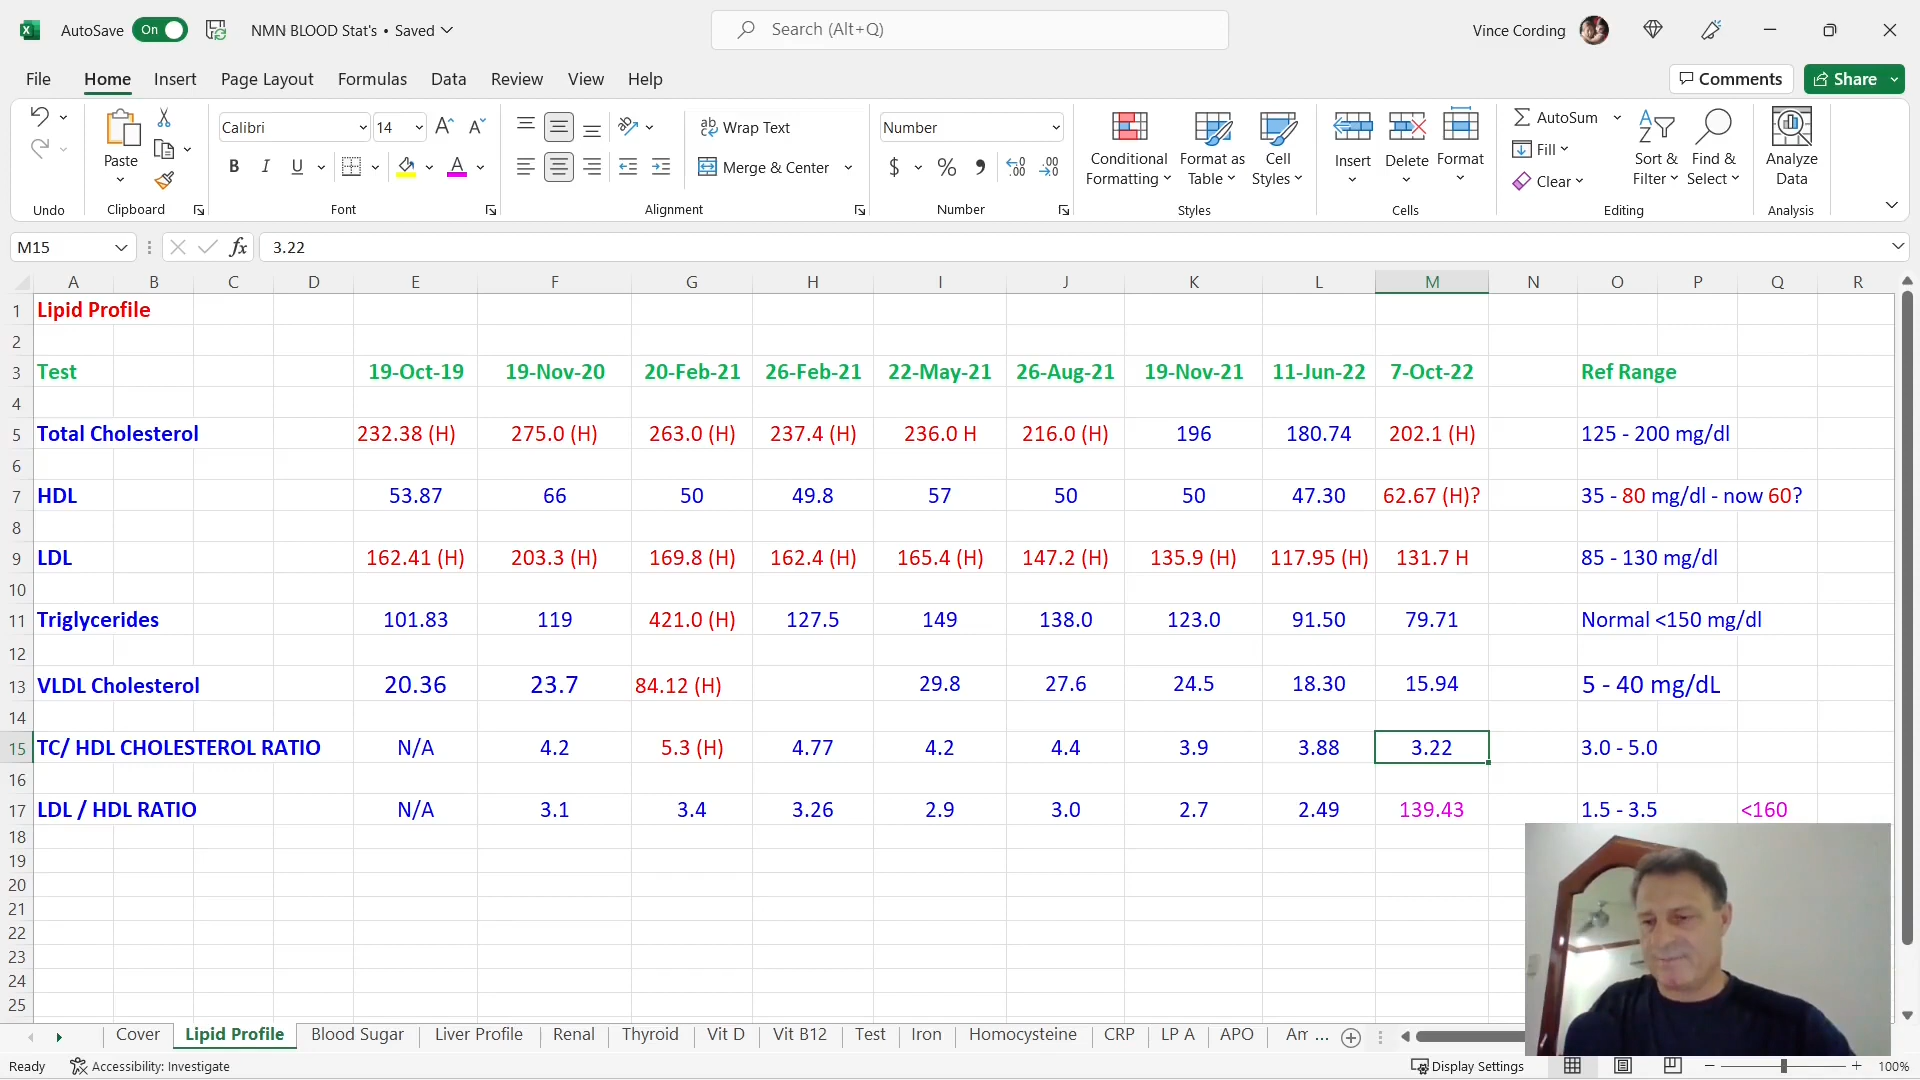 AutoSave On NMN BLOOD Stat's • Saved Search (Alt+Q) Vince Cording
File Home Insert Page Layout Formulas Data Review View Help Comments Share
Calibri 14 Wrap Text Number AutoSum
Paste B I U Merge & Center $ % Conditional Formatting Format as Table Cell Styles Insert Delete Format Fill Clear Sort & Filter Find & Select Analyze Data
Undo Clipboard Font Alignment Number Styles Cells Editing Analysis
M15 fx 3.22
A B C D E F G H I J K L M N O P Q R
1 Lipid Profile
2
3 Test 19-Oct-19 19-Nov-20 20-Feb-21 26-Feb-21 22-May-21 26-Aug-21 19-Nov-21 11-Jun-22 7-Oct-22 Ref Range
4
5 Total Cholesterol 232.38 (H) 275.0 (H) 263.0 (H) 237.4 (H) 236.0 H 216.0 (H) 196 180.74 202.1 (H) 125 - 200 mg/dl
6
7 HDL 53.87 66 50 49.8 57 50 50 47.30 62.67 (H)? 35 - 80 mg/dl - now 60?
8
9 LDL 162.41 (H) 203.3 (H) 169.8 (H) 162.4 (H) 165.4 (H) 147.2 (H) 135.9 (H) 117.95 (H) 131.7 H 85 - 130 mg/dl
10
11 Triglycerides 101.83 119 421.0 (H) 127.5 149 138.0 123.0 91.50 79.71 Normal <150 mg/dl
12
13 VLDL Cholesterol 20.36 23.7 84.12 (H) 29.8 27.6 24.5 18.30 15.94 5 - 40 mg/dL
14
15 TC/ HDL CHOLESTEROL RATIO N/A 4.2 5.3 (H) 4.77 4.2 4.4 3.9 3.88 3.22 3.0 - 5.0
16
17 LDL / HDL RATIO N/A 3.1 3.4 3.26 2.9 3.0 2.7 2.49 139.43 1.5 - 3.5 <160
18
19
20
21
22
23
24
25
Cover Lipid Profile Blood Sugar Liver Profile Renal Thyroid Vit D Vit B12 Test Iron Homocysteine CRP LP A APO Am ...
Ready Accessibility: Investigate Display Settings 100%